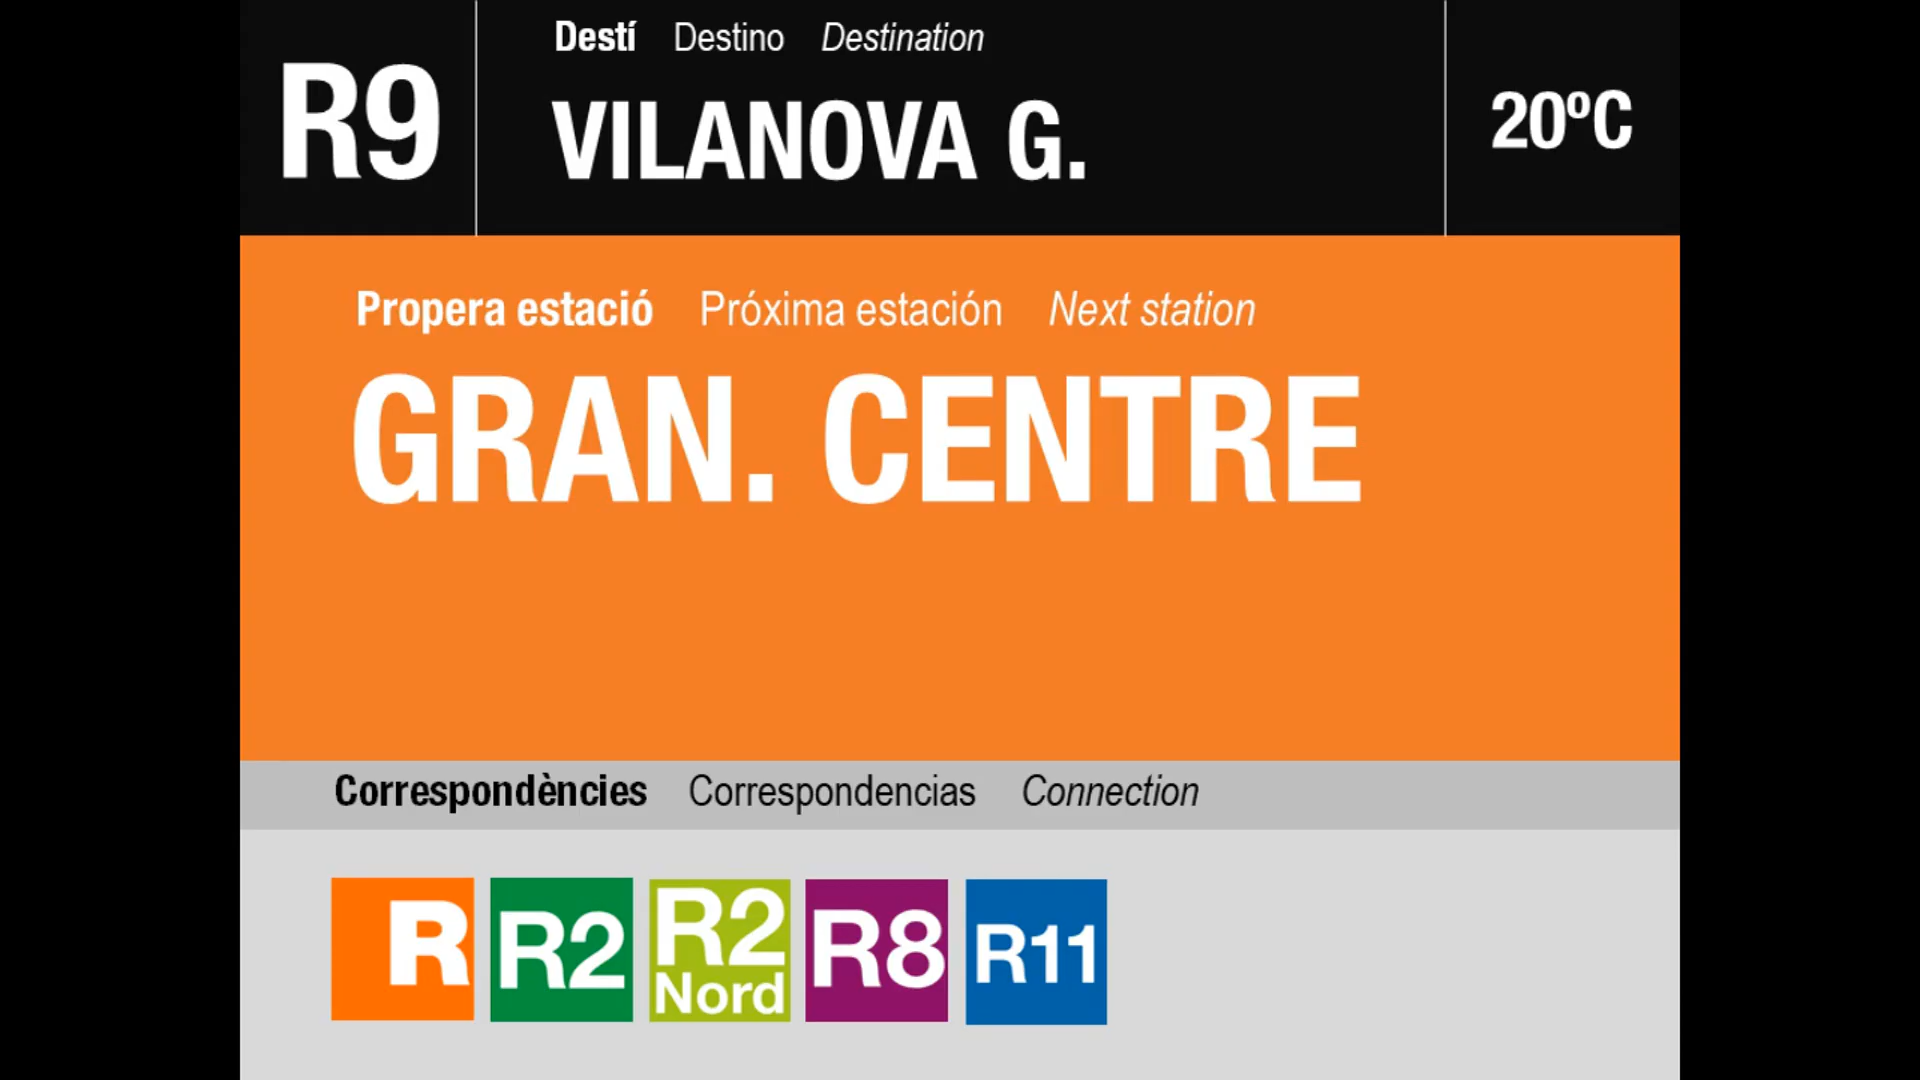 R9
Destí Destino Destination
VILANOVA G.
20ºC
Propera estació Próxima estación Next station
GRAN. CENTRE
Correspondències Correspondencias Connection
R R2 R2 Nord R8 R11